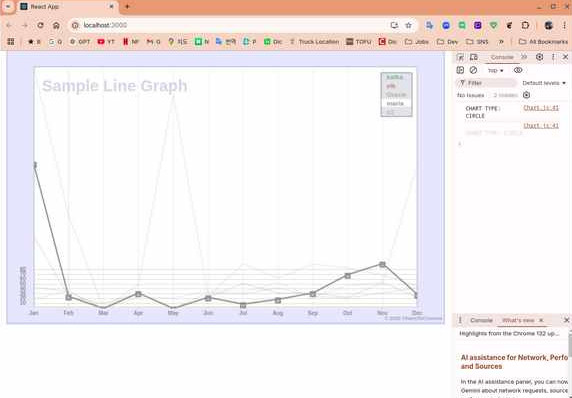 React App
localhost:3000
G
GPT
YT
NF
G
지도
N
번역
P
Dic
Truck Location
TOFU
Dic
Jobs
Dev
SNS
»
All Bookmarks
Console
»
top
Filter
Default levels
No Issues
2 hidden
CHART TYPE: Chart.js:41
CIRCLE
Chart.js:41
CHART TYPE: CIRCLE
Sample Line Graph
kafka
elk
Oracle
maria
Jan Feb Mar Apr May Jun Jul Aug Sep Oct Nov Dec
Console What's new
Highlights from the Chrome 132 up...
AI assistance for Network, Perfo
and Sources
In the AI assistance panel, you can now
Gemini about network requests, source